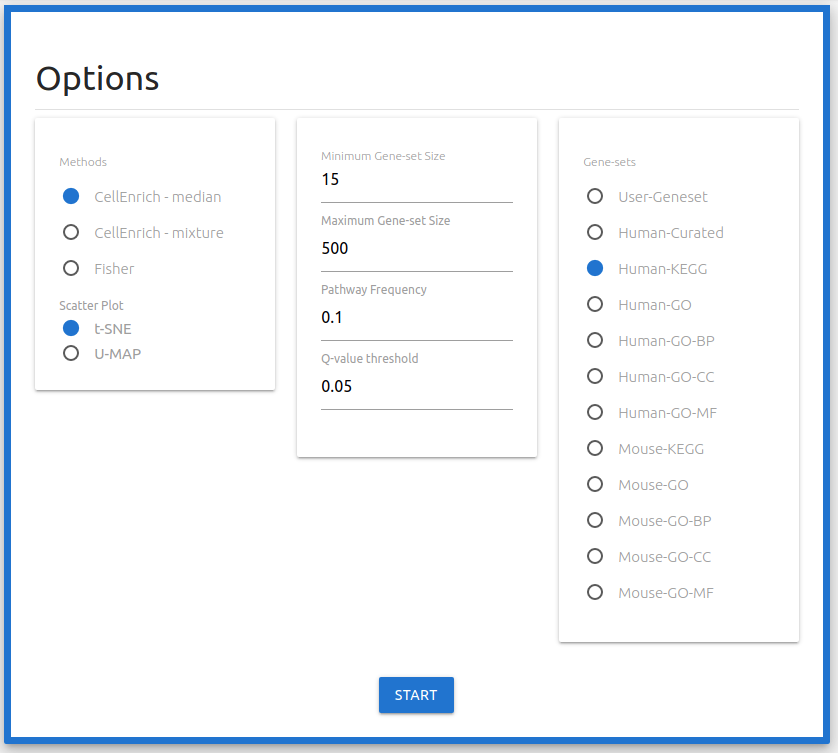 Options
Methods
CellEnrich - median
CellEnrich - mixture
Fisher
Scatter Plot
t-SNE
U-MAP
Minimum Gene-set Size
15
Maximum Gene-set Size
500
Pathway Frequency
0.1
Q-value threshold
0.05
Gene-sets
User-Geneset
Human-Curated
Human-KEGG
Human-GO
Human-GO-BP
Human-GO-CC
Human-GO-MF
Mouse-KEGG
Mouse-GO
Mouse-GO-BP
Mouse-GO-CC
Mouse-GO-MF
START